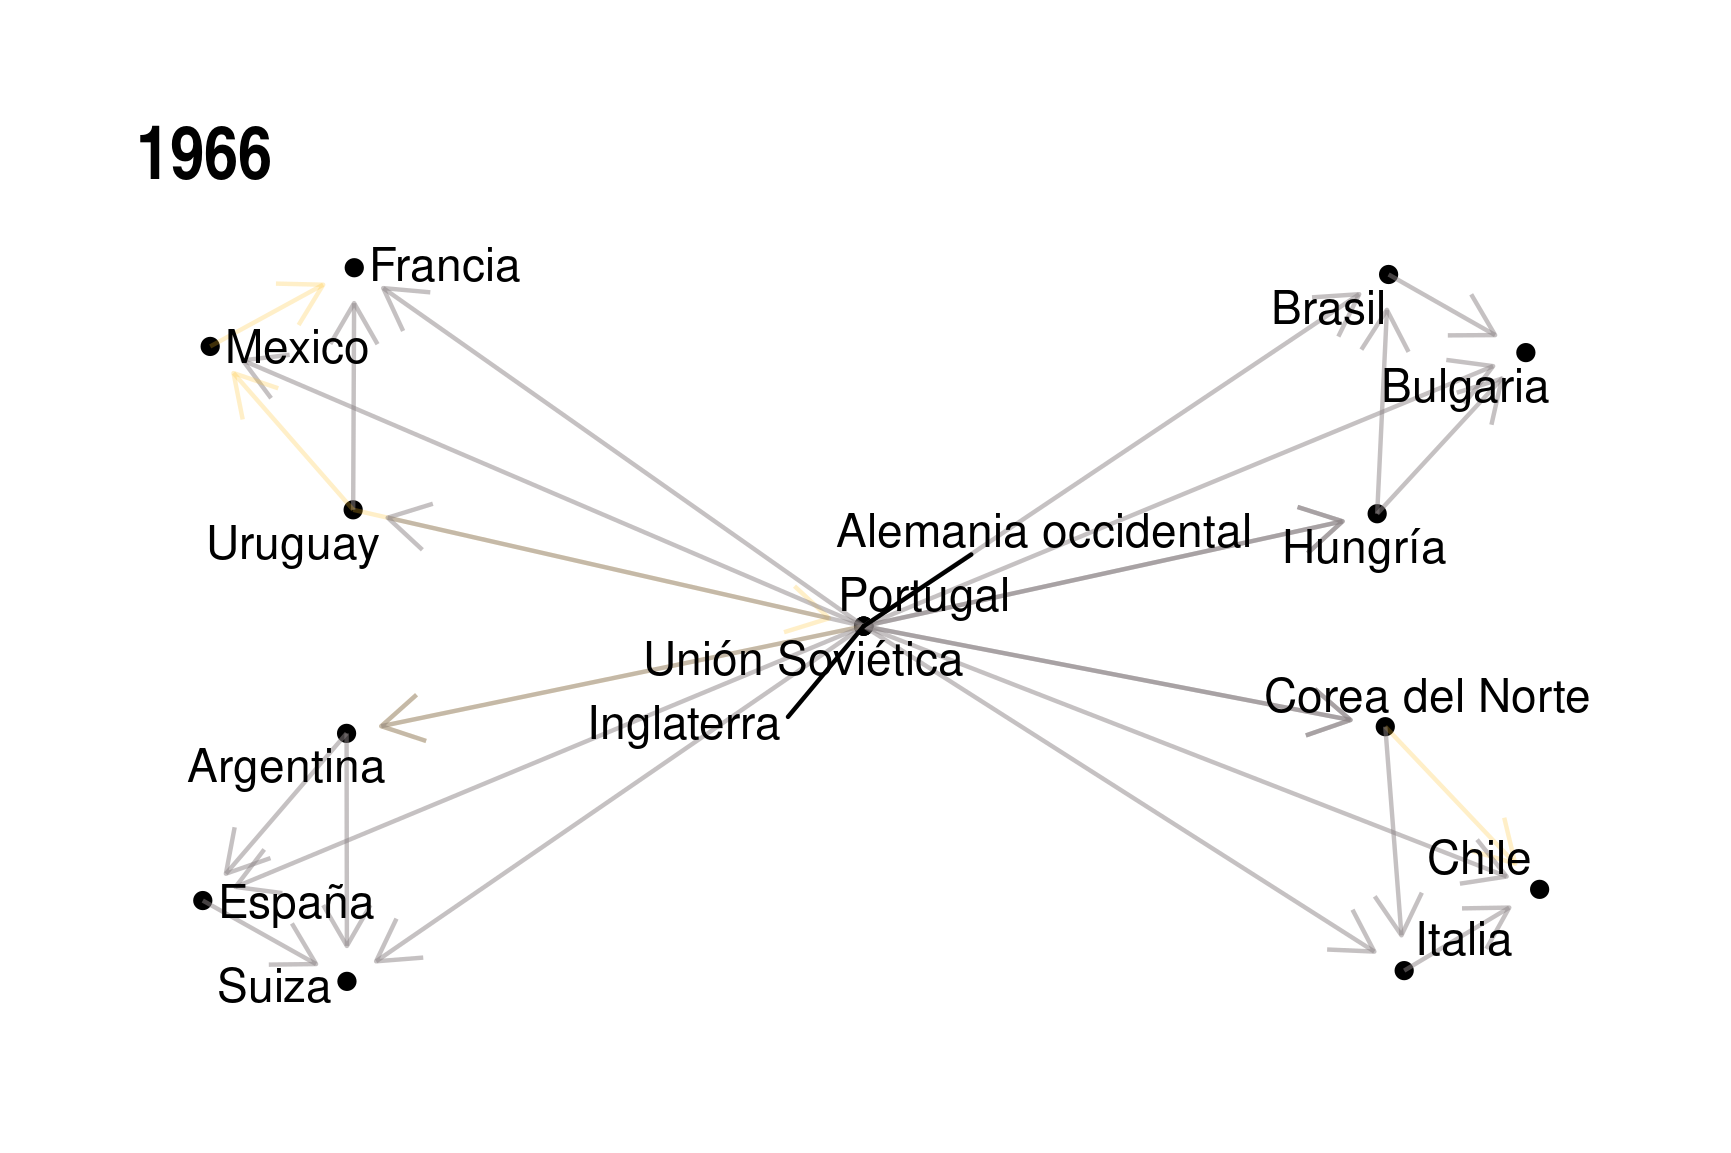 1966
Francia
Brasil
Mexico
Bulgaria
Alemania occidental
Uruguay
Hungría
Portugal
Unión Soviética
Corea del Norte
Inglaterra
Argentina
Chile
España
Italia
Suiza